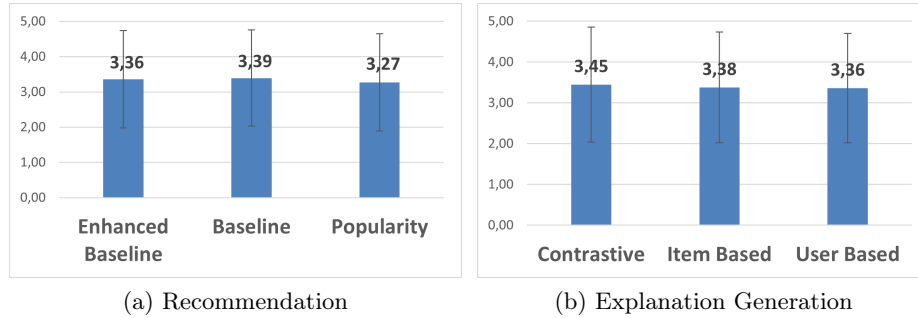 5,00
4,00
3,00
2,00
1,00
0,00
3,36
3,39
3,27
Enhanced Baseline
Baseline
Popularity
(a) Recommendation
5,00
4,00
3,00
2,00
1,00
0,00
3,45
3,38
3,36
Contrastive
Item Based
User Based
(b) Explanation Generation